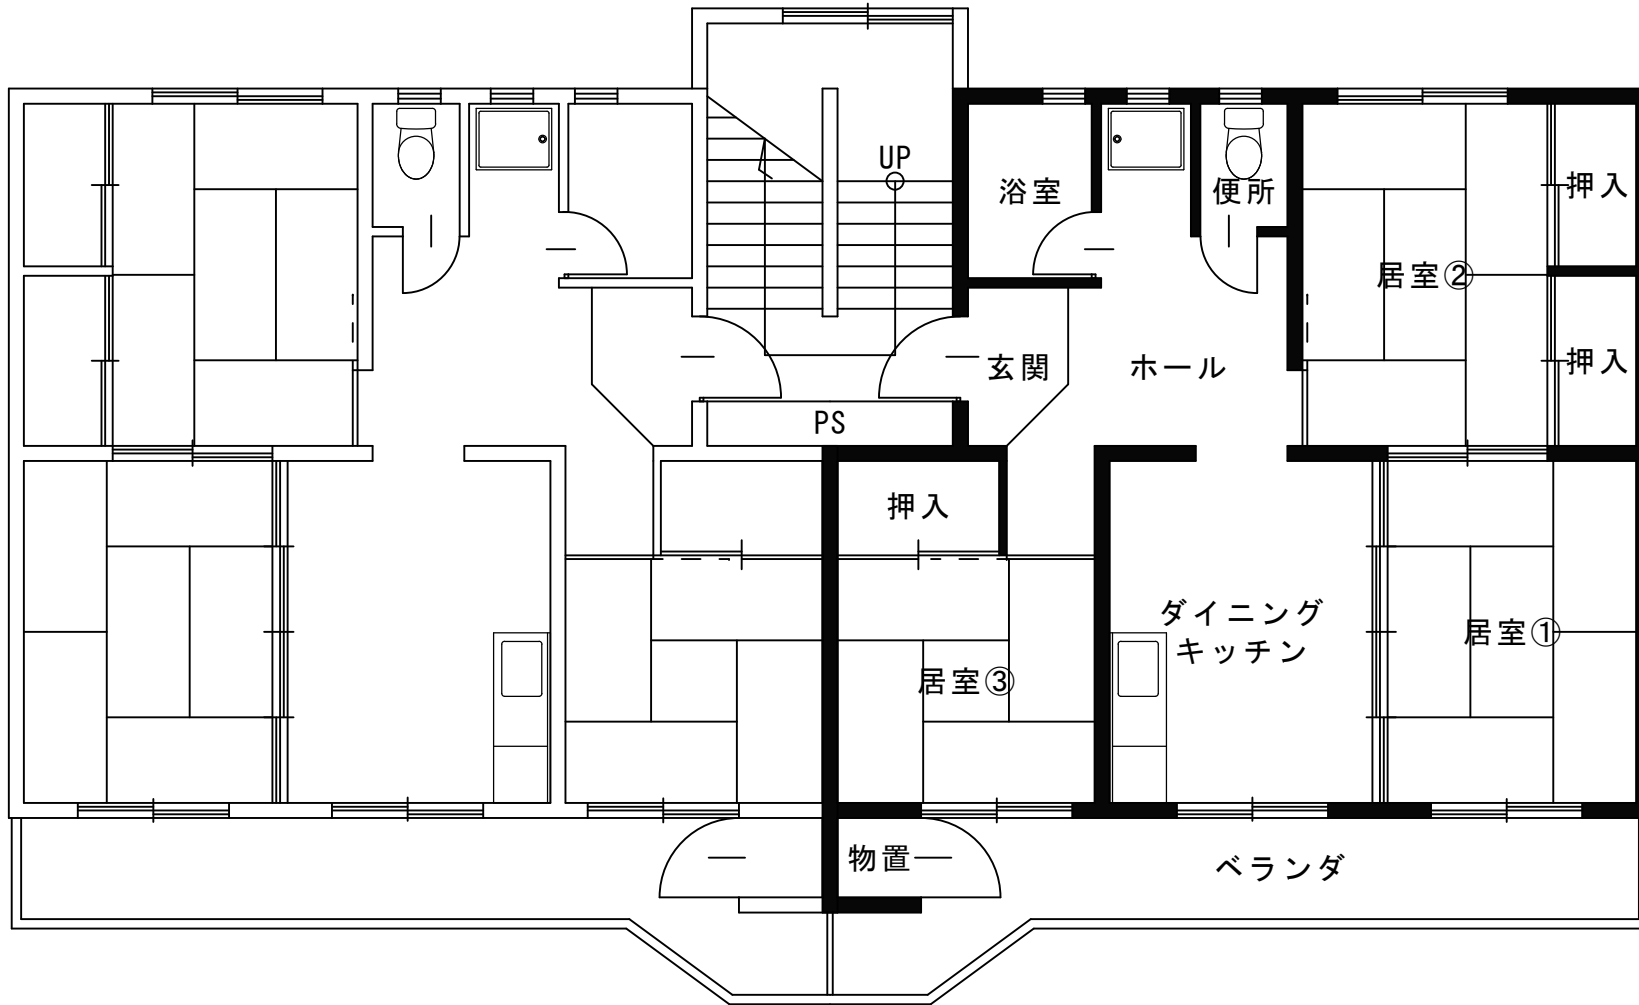 UP
浴室
便所
押入
居室②
玄関
ホール
押入
PS
押入
ダイニング
キッチン
居室①
居室③
物置
ベランダ